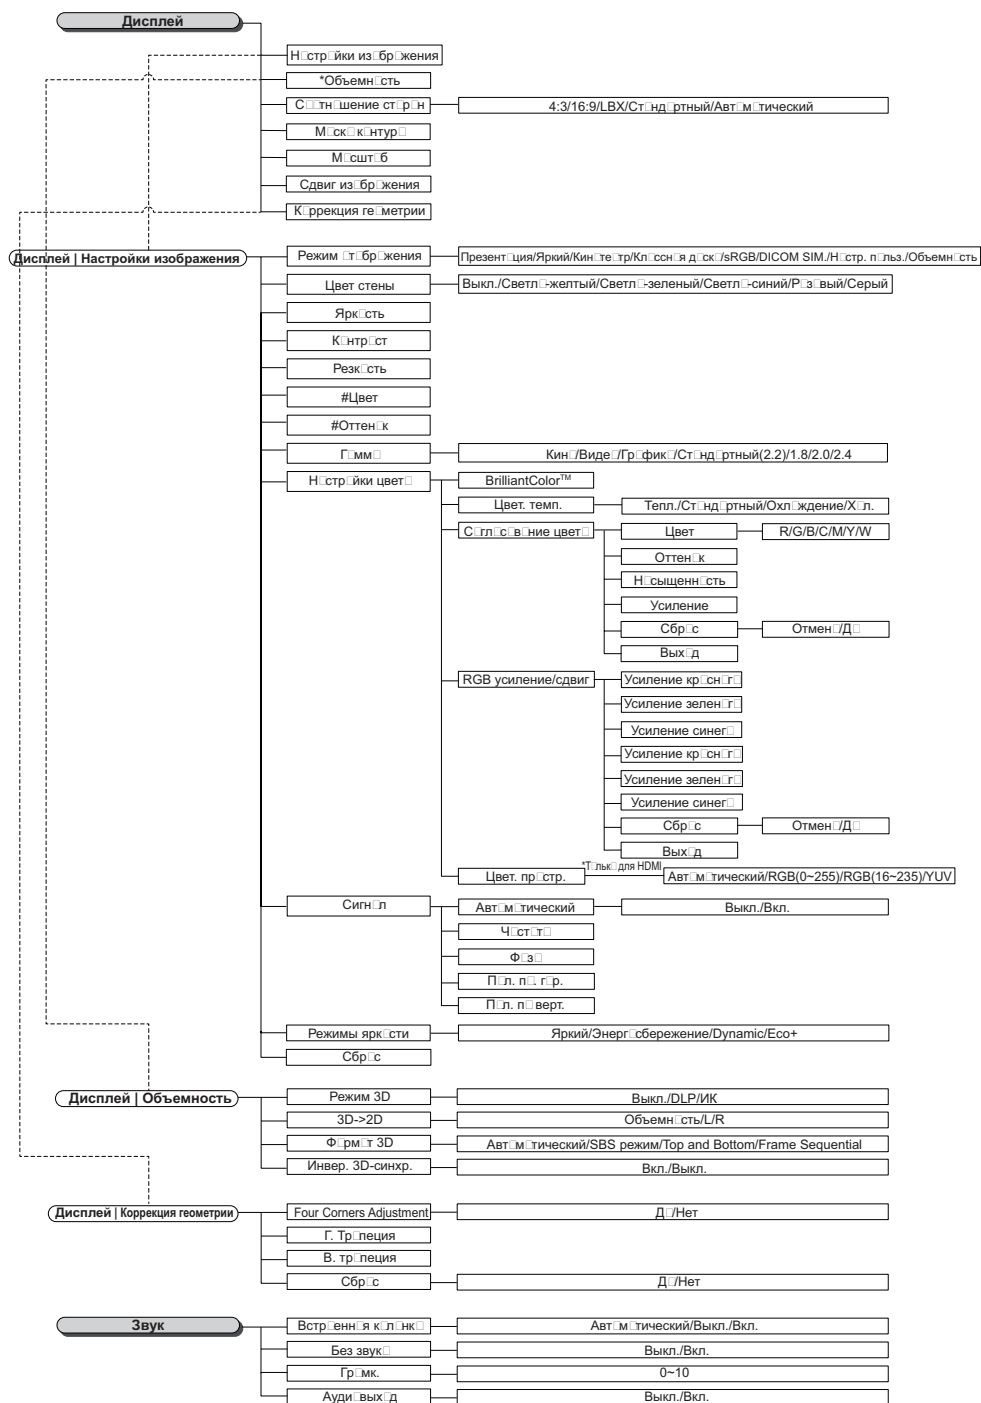 Дисплей
Н□стр□йки из□бр□жения
*Объемн□сть
С□□тн□шение ст□р□н
4:3/16:9/LBX/Ст□нд□ртный/Авт□м□тический
М□ск□ к□нтур□
М□сшт□б
Сдвиг из□бр□жения
К□ррекция ге□метрии
Дисплей | Настройки изображения
Режим □т□бр□жения
Презент□ция/Яркий/Кин□те□тр/Кл□ссн□я д□ск□/sRGB/DICOM SIM./Н□стр. п□льз./Объемн□сть
Цвет стены
Выкл./Светл□-желтый/Светл□-зеленый/Светл□-синий/Р□з□вый/Серый
Ярк□сть
К□нтр□ст
Резк□сть
#Цвет
#Оттен□к
Г□мм□
Кин□/Виде□/Гр□фик□/Ст□нд□ртный(2.2)/1.8/2.0/2.4
Н□стр□йки цвет□
BrilliantColor™
Цвет. темп.
Тепл./Ст□нд□ртный/Охл□ждение/Х□л.
С□гл□с□в□ние цвет□
Цвет
R/G/B/C/M/Y/W
Оттен□к
Н□сыщенн□сть
Усиление
Сбр□с
Отмен□/Д□
Вых□д
RGB усиление/сдвиг
Усиление кр□сн□г□
Усиление зелен□г□
Усиление синег□
Усиление кр□сн□г□
Усиление зелен□г□
Усиление синег□
Сбр□с
Отмен□/Д□
Вых□д
Цвет. пр□стр.
*Т□льк□ для HDMI
Авт□м□тический/RGB(0~255)/RGB(16~235)/YUV
Сигн□л
Авт□м□тический
Выкл./Вкл.
Ч□ст□т□
Ф□з□
П□л. п□. г□р.
П□л. п□ верт.
Режимы ярк□сти
Яркий/Энерг□сбережение/Dynamic/Eco+
Сбр□с
Дисплей | Объемность
Режим 3D
Выкл./DLP/ИК
3D->2D
Объемн□сть/L/R
Ф□рм□т 3D
Авт□м□тический/SBS режим/Top and Bottom/Frame Sequential
Инвер. 3D-синхр.
Вкл./Выкл.
Дисплей | Коррекция геометрии
Four Corners Adjustment
Д□/Нет
Г. Тр□пеция
В. тр□пеция
Сбр□с
Д□/Нет
Звук
Встр□енн□я к□л□нк□
Авт□м□тический/Выкл./Вкл.
Без звук□
Выкл./Вкл.
Гр□мк.
0~10
Ауди□вых□д
Выкл./Вкл.